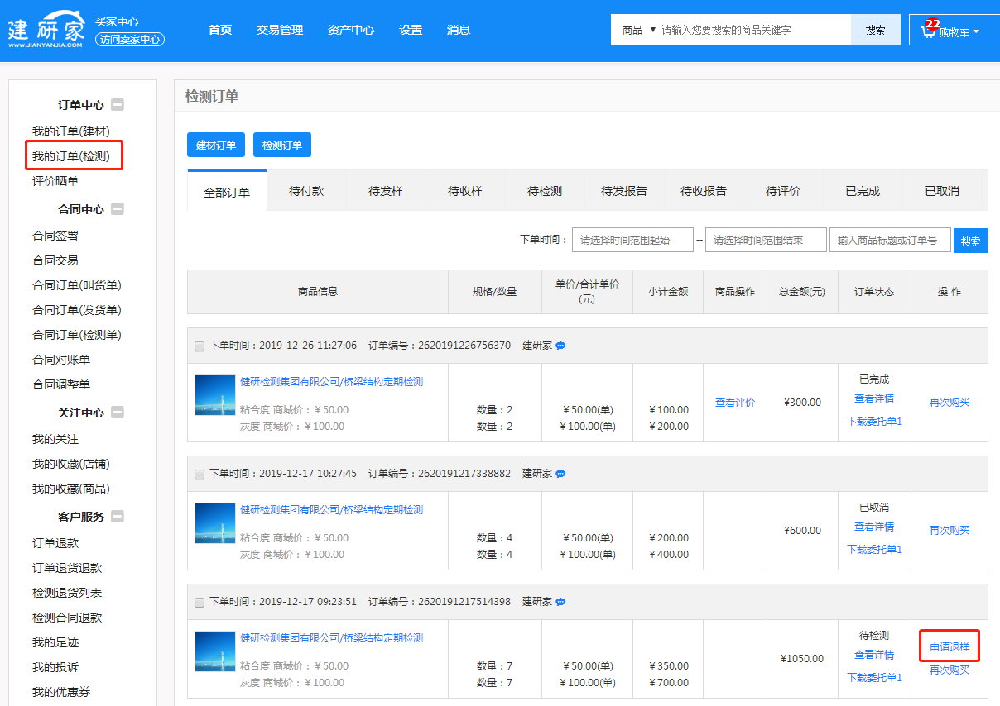 建研家
WWW.JIANYANJIA.COM
买家中心
访问卖家中心
首页 交易管理 资产中心 设置 消息
商品 ▼ 请输入您要搜索的商品关键字 搜索
22 购物车
订单中心
我的订单(建材)
我的订单(检测)
评价晒单
合同中心
合同签署
合同交易
合同订单(叫货单)
合同订单(发货单)
合同订单(检测单)
合同对账单
合同调整单
关注中心
我的关注
我的收藏(店铺)
我的收藏(商品)
客户服务
订单退款
订单退货退款
检测退货列表
检测合同退款
我的足迹
我的投诉
我的优惠券
检测订单
建材订单 检测订单
全部订单 待付款 待发样 待收样 待检测 待发报告 待收报告 待评价 已完成 已取消
下单时间： 请选择时间范围起始 -- 请选择时间范围结束 输入商品标题或订单号 搜索
商品信息 规格/数量 单价/合计单价(元) 小计金额 商品操作 总金额(元) 订单状态 操 作
下单时间：2019-12-26 11:27:06 订单编号：2620191226756370 建研家
健研检测集团有限公司/桥梁结构定期检测
粘合度 商城价：￥50.00 数量：2 ￥50.00(单) ￥100.00
灰度 商城价：￥100.00 数量：2 ￥100.00(单) ￥200.00
查看评价
¥300.00
已完成
查看详情
下载委托单1
再次购买
下单时间：2019-12-17 10:27:45 订单编号：2620191217338882 建研家
健研检测集团有限公司/桥梁结构定期检测
粘合度 商城价：￥50.00 数量：4 ￥50.00(单) ￥200.00
灰度 商城价：￥100.00 数量：4 ￥100.00(单) ￥400.00
¥600.00
已取消
查看详情
下载委托单1
再次购买
下单时间：2019-12-17 09:23:51 订单编号：2620191217514398 建研家
健研检测集团有限公司/桥梁结构定期检测
粘合度 商城价：￥50.00 数量：7 ￥50.00(单) ￥350.00
灰度 商城价：￥100.00 数量：7 ￥100.00(单) ￥700.00
¥1050.00
待检测
查看详情
下载委托单1
申请退样
再次购买